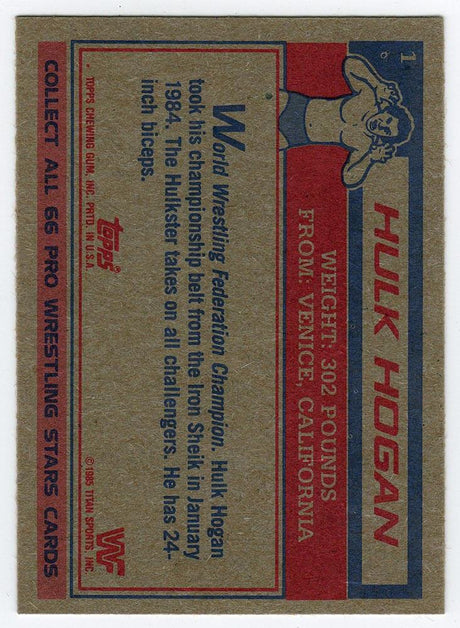 1
HULK HOGAN
WEIGHT: 302 POUNDS
FROM: VENICE, CALIFORNIA
World Wrestling Federation Champion. Hulk Hogan
took his championship belt from the Iron Sheik in January
1984. The Hulkster takes on all challengers. He has 24-
inch biceps.
topps®
* TOPPS CHEWING GUM, INC. PRTD. IN U.S.A.
W
©1985 TITAN SPORTS, INC.
COLLECT ALL 66 PRO WRESTLING STARS CARDS